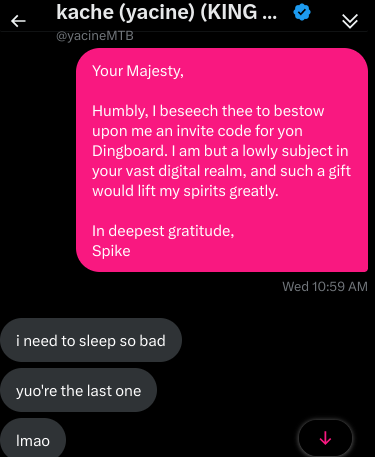 kache (yacine) (KING ...
@yacineMTB
Your Majesty,
Humbly, I beseech thee to bestow
upon me an invite code for yon
Dingboard. I am but a lowly subject in
your vast digital realm, and such a gift
would lift my spirits greatly.
In deepest gratitude,
Spike
Wed 10:59 AM
i need to sleep so bad
yuo're the last one
lmao